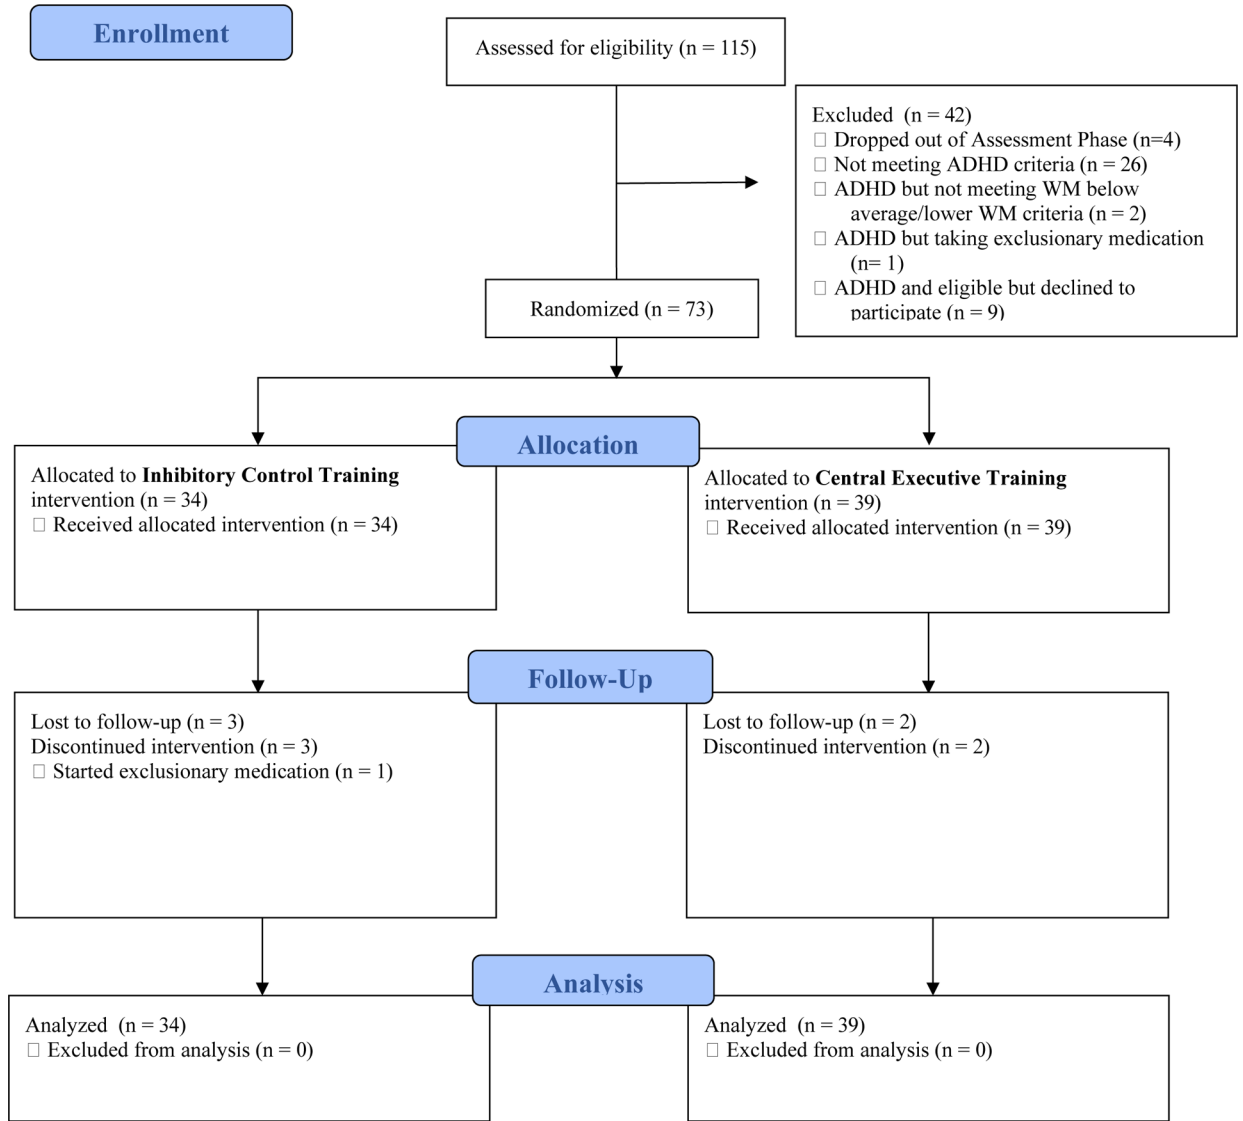 Enrollment
Assessed for eligibility (n = 115)
Excluded  (n = 42)
□ Dropped out of Assessment Phase (n=4)
□ Not meeting ADHD criteria (n = 26)
□ ADHD but not meeting WM below
average/lower WM criteria (n = 2)
□ ADHD but taking exclusionary medication
(n= 1)
□ ADHD and eligible but declined to
participate (n = 9)
Randomized (n = 73)
Allocation
Allocated to Inhibitory Control Training
intervention (n = 34)
□ Received allocated intervention (n = 34)
Allocated to Central Executive Training
intervention (n = 39)
□ Received allocated intervention (n = 39)
Follow-Up
Lost to follow-up (n = 3)
Discontinued intervention (n = 3)
□ Started exclusionary medication (n = 1)
Lost to follow-up (n = 2)
Discontinued intervention (n = 2)
Analysis
Analyzed  (n = 34)
□ Excluded from analysis (n = 0)
Analyzed  (n = 39)
□ Excluded from analysis (n = 0)